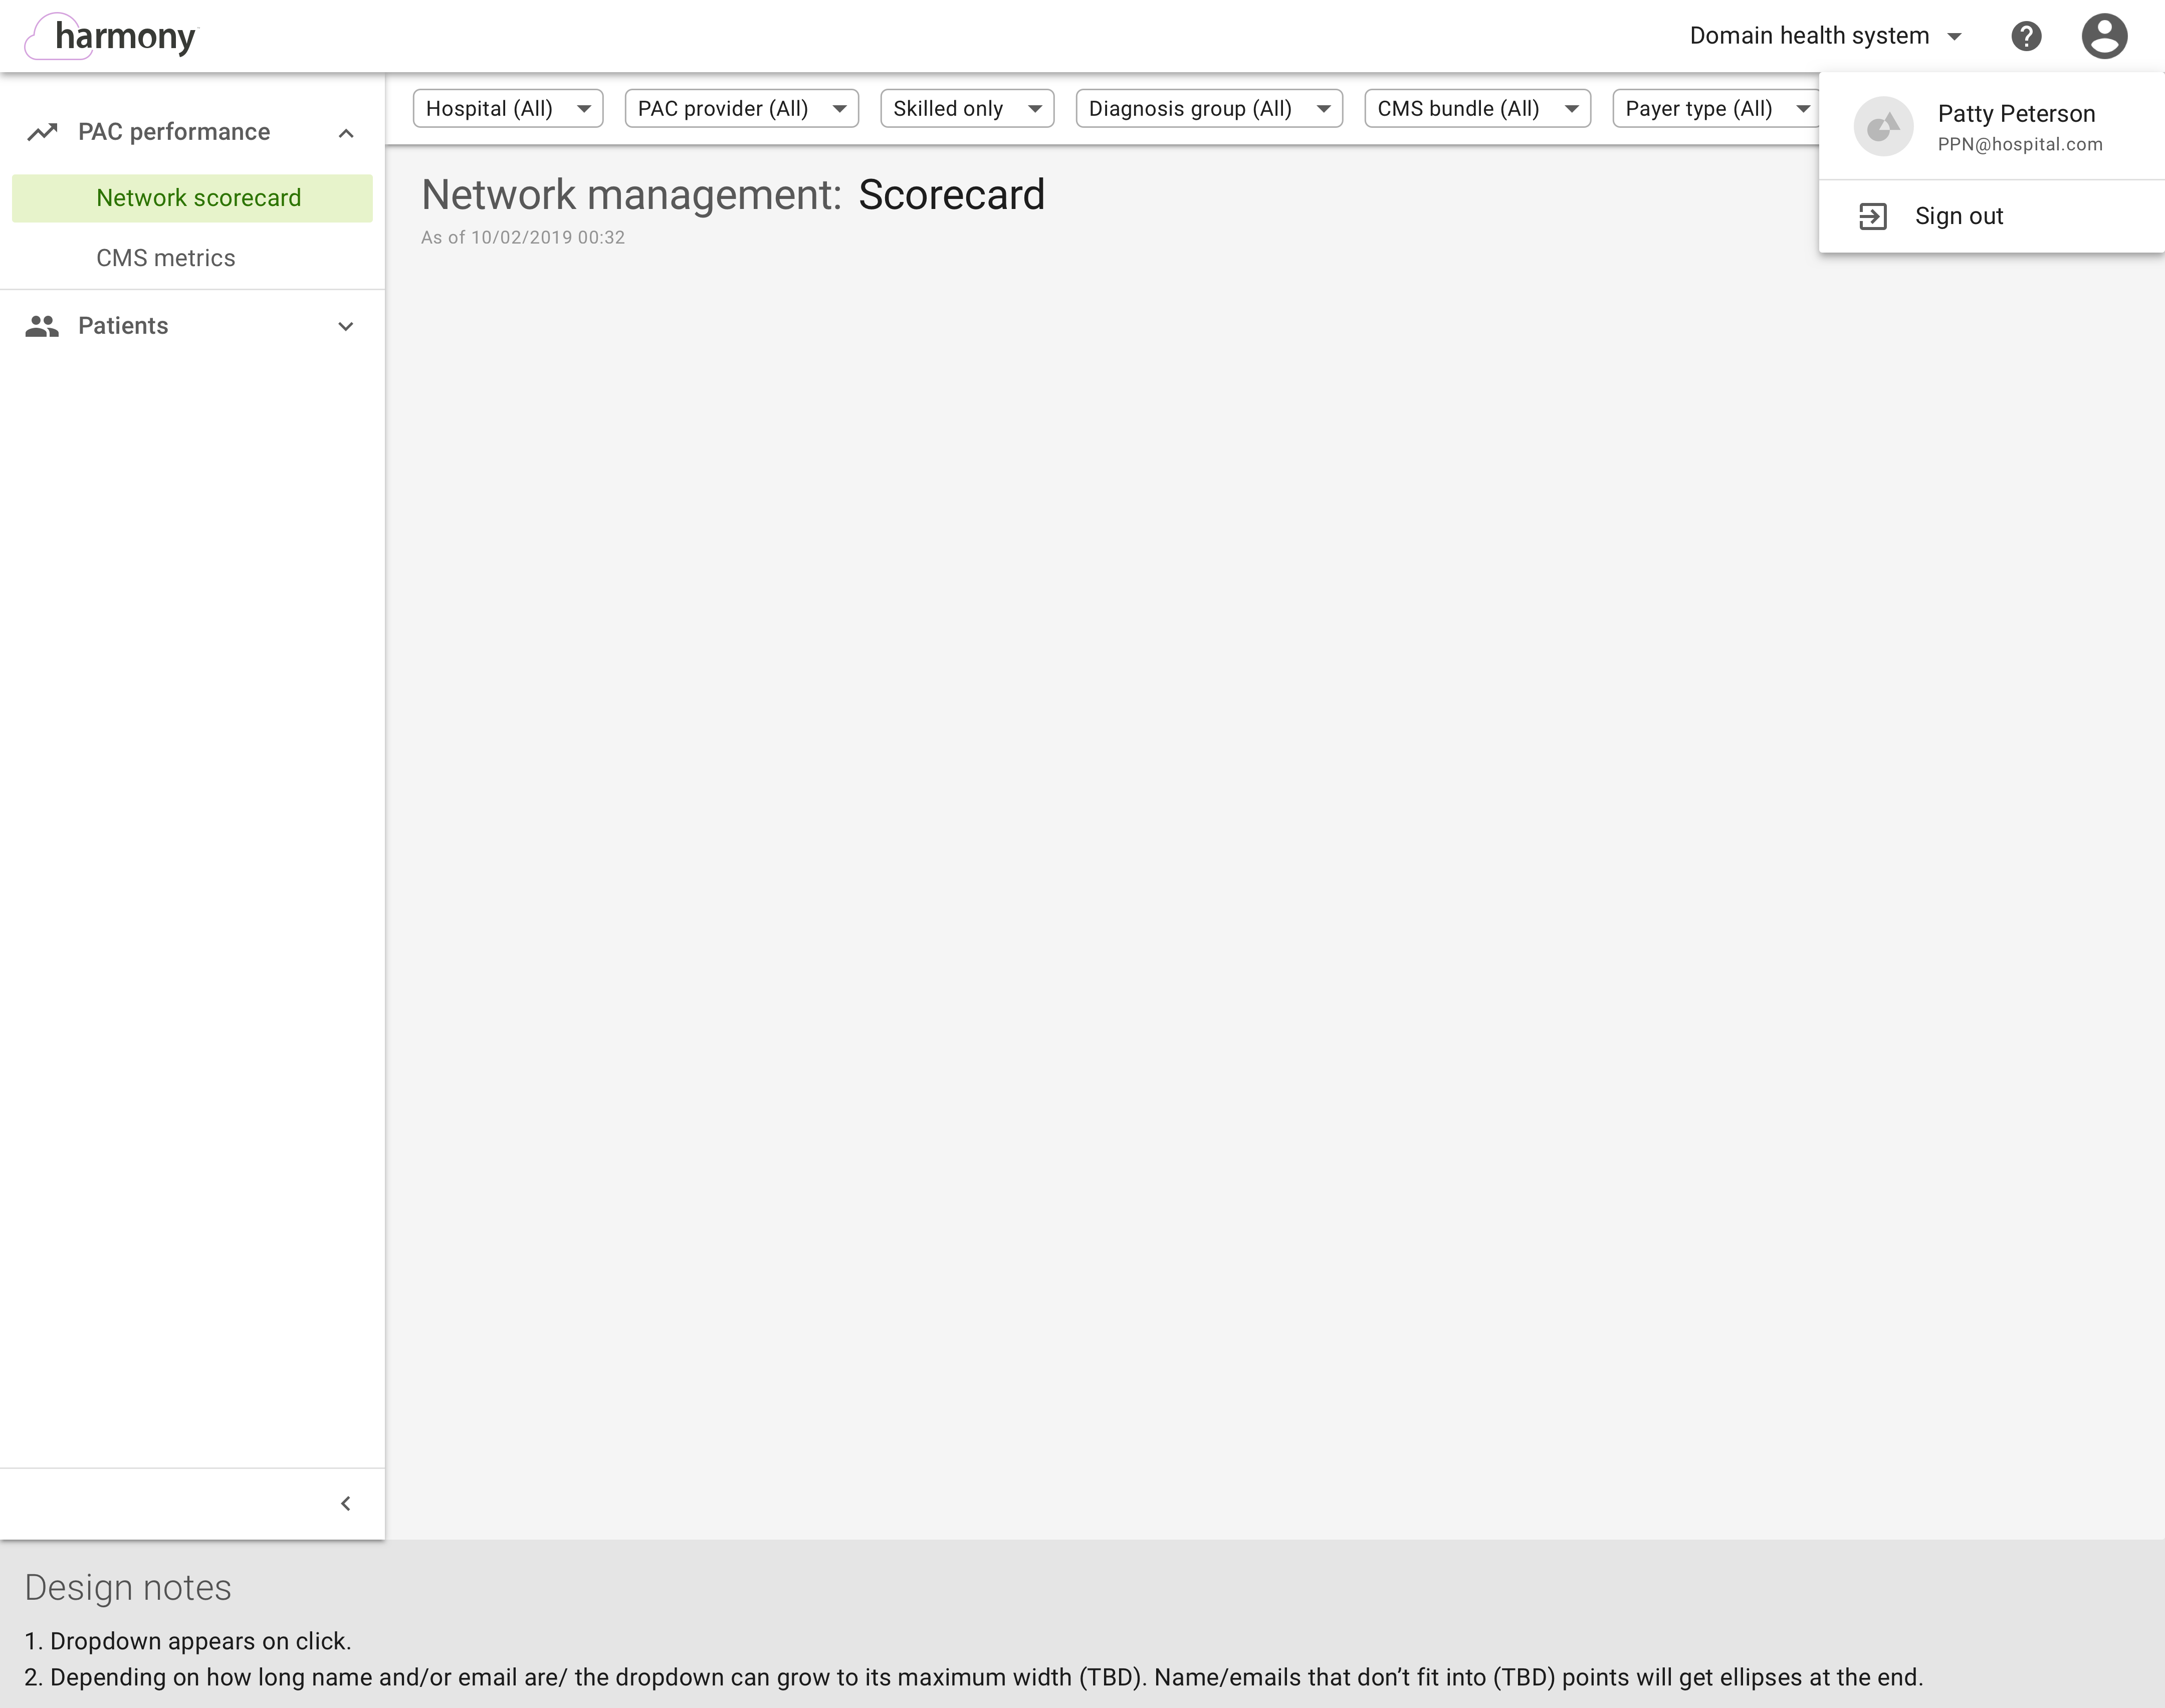 harmony
Domain health system
PAC performance
Network scorecard
CMS metrics
Patients
Hospital (All)
PAC provider (All)
Skilled only
Diagnosis group (All)
CMS bundle (All)
Payer type (All)
Patty Peterson
PPN@hospital.com
Sign out
Network management: Scorecard
As of 10/02/2019 00:32
Design notes
1. Dropdown appears on click.
2. Depending on how long name and/or email are/ the dropdown can grow to its maximum width (TBD). Name/emails that don’t fit into (TBD) points will get ellipses at the end.